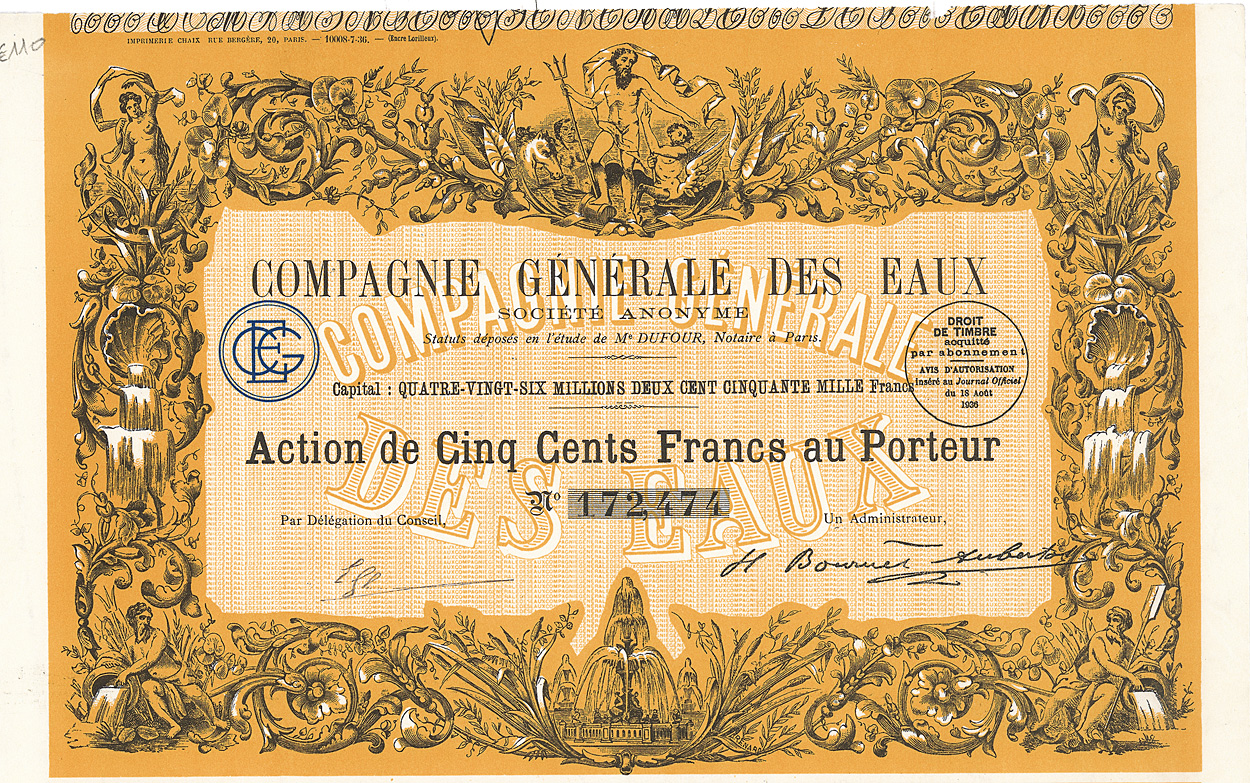 IMPRIMERIE CHAIX RUE BERGÈRE, 20, PARIS. — 10008-7-36. — (Encre Lorilleux).
COMPAGNIE GÉNÉRALE DES EAUX
COMPAGNIE GÉNÉRALE
DES EAUX
SOCIÉTÉ ANONYME
Statuts déposés en l'étude de Me DUFOUR, Notaire à Paris.
CGE
Capital : QUATRE-VINGT-SIX MILLIONS DEUX CENT CINQUANTE MILLE Francs
DROIT
DE TIMBRE
acquitté
par abonnement
AVIS D'AUTORISATION
inséré au Journal Officiel
du 18 Août
1936
Action de Cinq Cents Francs au Porteur
No 172,474
Par Délégation du Conseil,
Un Administrateur,